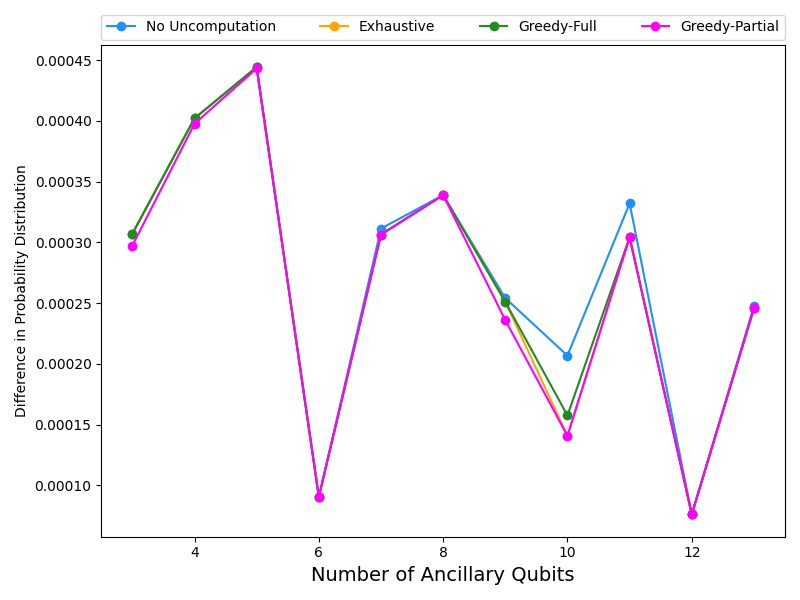 No Uncomputation Exhaustive Greedy-Full Greedy-Partial
0.00045
0.00040
0.00035
0.00030
0.00025
0.00020
0.00015
0.00010
Difference in Probability Distribution
4 6 8 10 12
Number of Ancillary Qubits